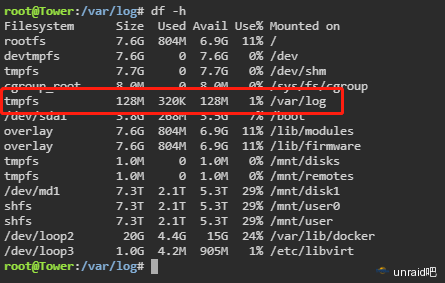 root@Tower:/var/log# df -h
Filesystem Size Used Avail Use% Mounted on
rootfs 7.6G 804M 6.9G 11% /
devtmpfs 7.6G 0 7.6G 0% /dev
tmpfs 7.7G 0 7.7G 0% /dev/shm
cgroup_root 8.0M 0 8.0M 0% /sys/fs/cgroup
tmpfs 128M 320K 128M 1% /var/log
/dev/sda1 3.8G 268M 3.5G 7% /boot
overlay 7.6G 804M 6.9G 11% /lib/modules
overlay 7.6G 804M 6.9G 11% /lib/firmware
tmpfs 1.0M 0 1.0M 0% /mnt/disks
tmpfs 1.0M 0 1.0M 0% /mnt/remotes
/dev/md1 7.3T 2.1T 5.3T 29% /mnt/disk1
shfs 7.3T 2.1T 5.3T 29% /mnt/user0
shfs 7.3T 2.1T 5.3T 29% /mnt/user
/dev/loop2 20G 4.4G 15G 24% /var/lib/docker
/dev/loop3 1.0G 4.2M 905M 1% /etc/libvirt
root@Tower:/var/log#
unraid吧